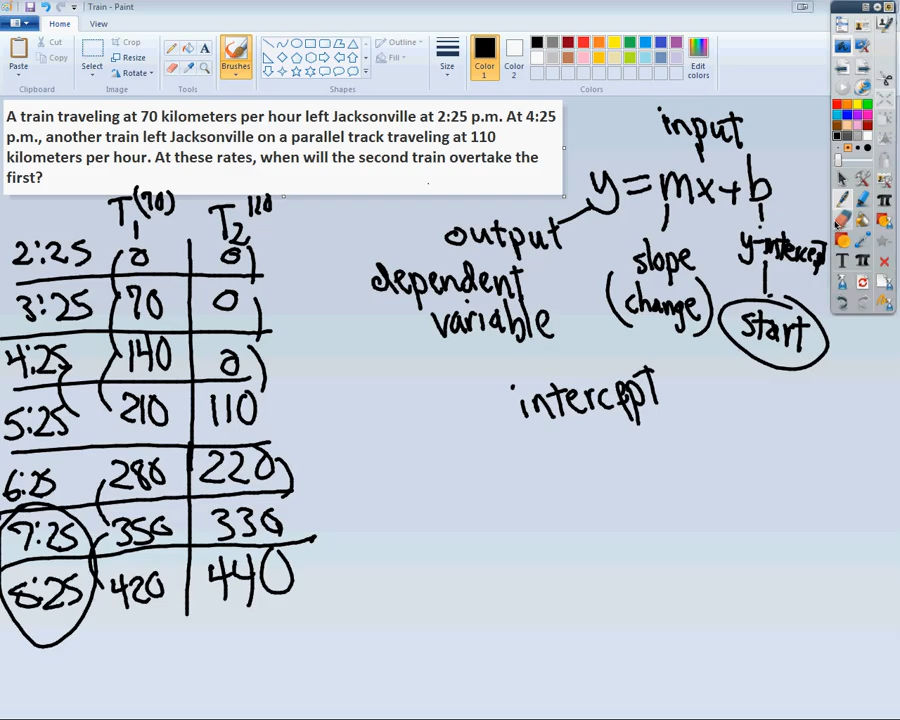 Train - Paint
Home
View
Paste
Cut
Copy
Clipboard
Select
Crop
Resize
Rotate
Image
A
Tools
Brushes
Shapes
Outline
Fill
Size
Color 1
Color 2
Edit colors
Colors
A train traveling at 70 kilometers per hour left Jacksonville at 2:25 p.m. At 4:25
p.m., another train left Jacksonville on a parallel track traveling at 110
kilometers per hour. At these rates, when will the second train overtake the
first?
T1 (70) T2 110
2:25 0 0
3:25 70 0
4:25 140 0
5:25 210 110
6:25 280 220
7:25 350 330
8:25 420 440
input
y = mx + b
output
dependent
variable
slope
(change)
y-intercept
start
intercept